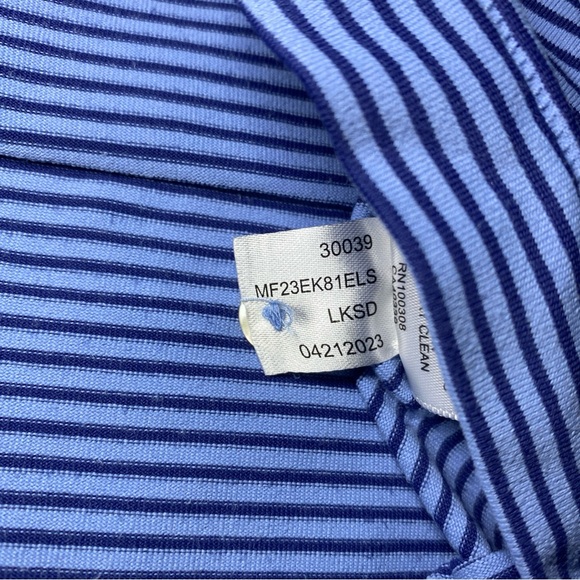 30039
MF23EK81ELS
LKSD
04212023
RN100308
CLEAN